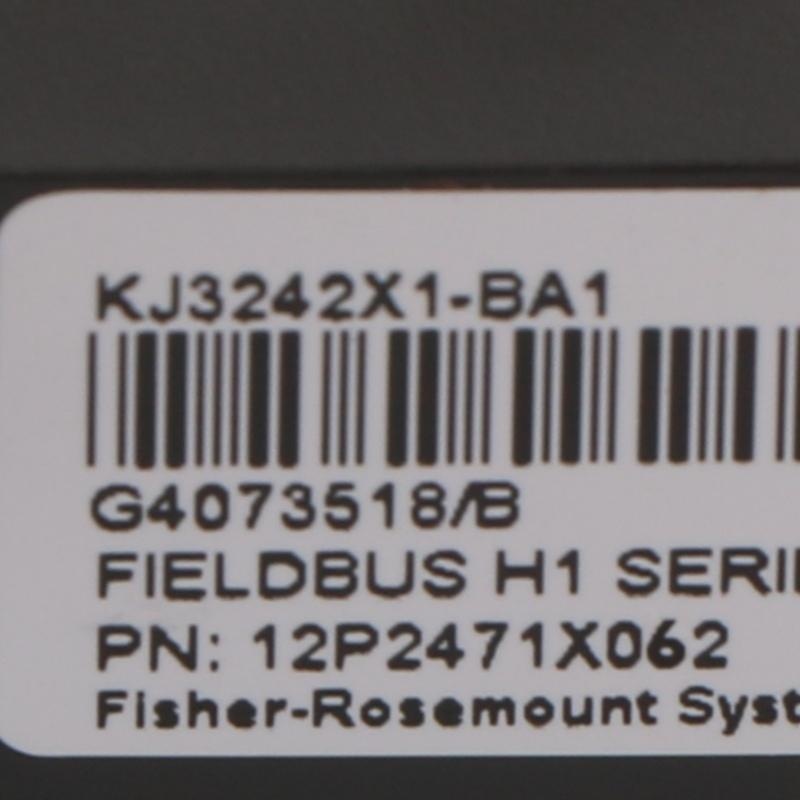 KJ3242X1-BA1
G4073518/B
FIELDBUS H1 SERI
PN: 12P2471X062
Fisher-Rosemount Syst